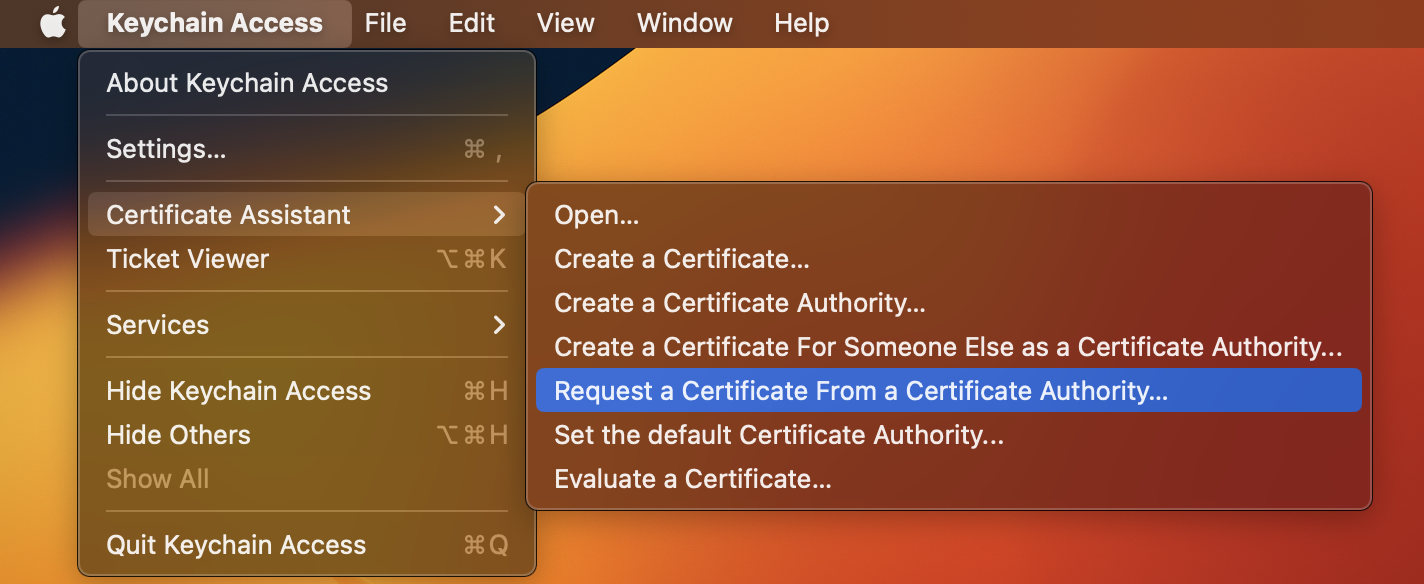 Keychain Access File Edit View Window Help
About Keychain Access
Settings... ⌘ ,
Certificate Assistant
Ticket Viewer ⌥⌘K
Services
Hide Keychain Access ⌘H
Hide Others ⌥⌘H
Show All
Quit Keychain Access ⌘Q
Open...
Create a Certificate...
Create a Certificate Authority...
Create a Certificate For Someone Else as a Certificate Authority...
Request a Certificate From a Certificate Authority...
Set the default Certificate Authority...
Evaluate a Certificate...